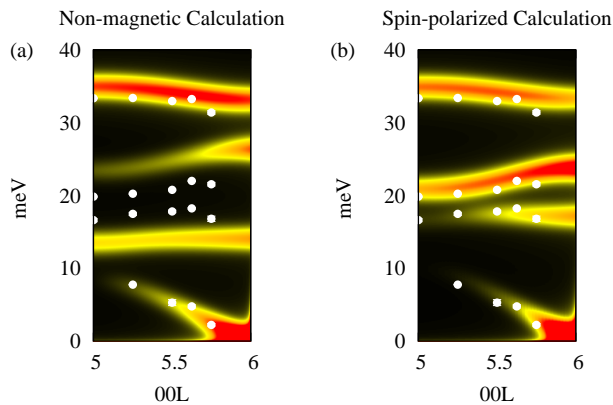 Non-magnetic Calculation
Spin-polarized Calculation
(a)
40
30
20
10
0
meV
5
5.5
6
00L
(b)
40
30
20
10
0
meV
5
5.5
6
00L